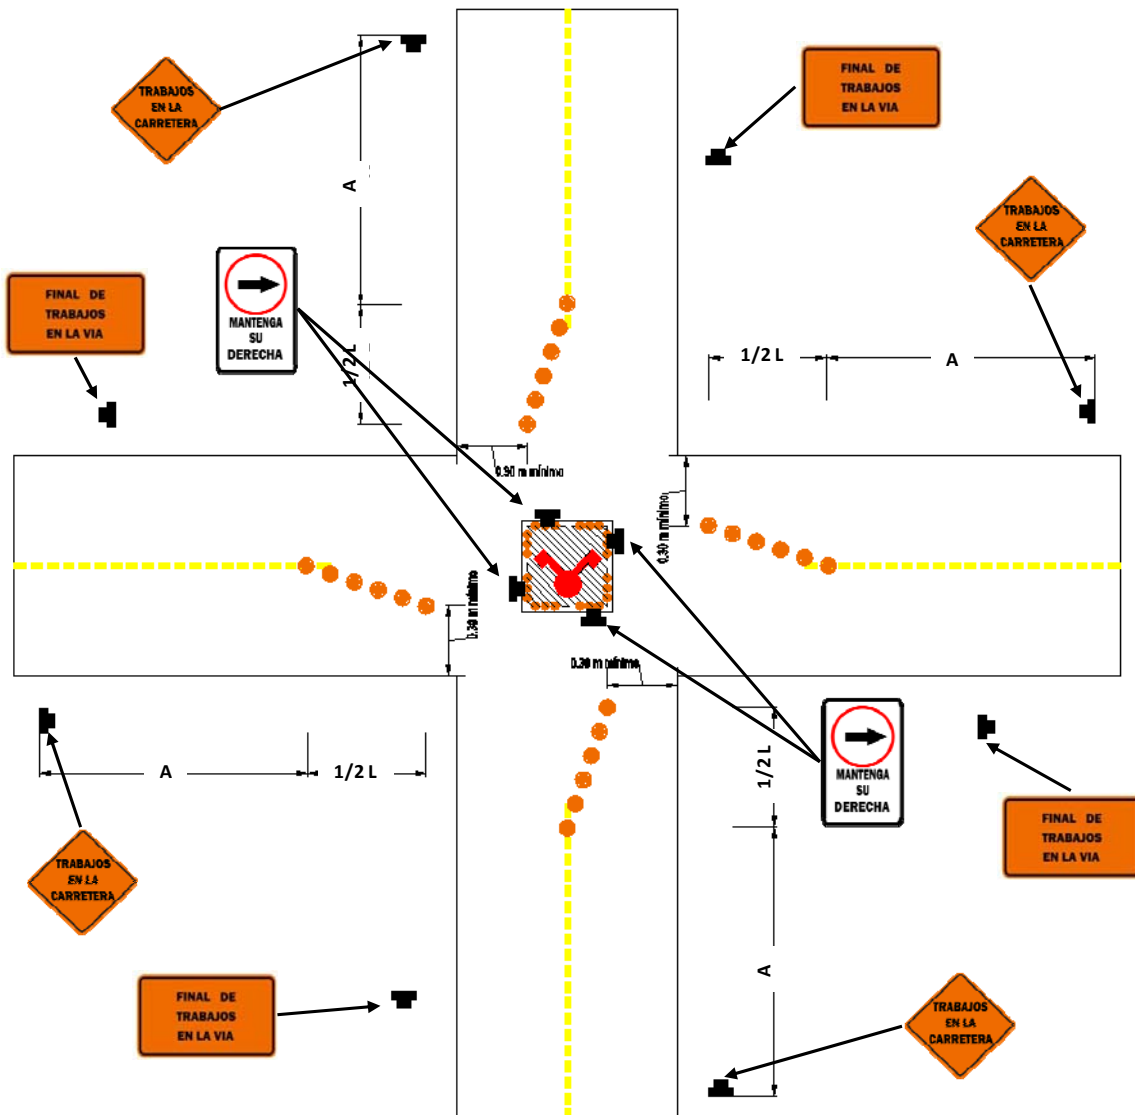 TRABAJOS
EN LA
CARRETERA
FINAL DE
TRABAJOS
EN LA VIA
A
TRABAJOS
EN LA
CARRETERA
MANTENGA
SU
DERECHA
FINAL DE
TRABAJOS
EN LA VIA
1/2 L
1/2 L
A
0.90 m mínimo
0.30 m mínimo
0.30 m mínimo
0.20 m mínimo
1/2 L
MANTENGA
SU
DERECHA
A
1/2 L
FINAL DE
TRABAJOS
EN LA VIA
TRABAJOS
EN LA
CARRETERA
A
FINAL DE
TRABAJOS
EN LA VIA
TRABAJOS
EN LA
CARRETERA